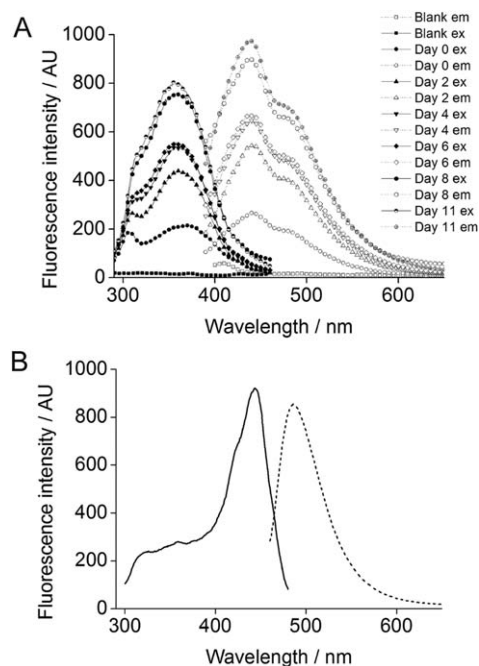 A
1000
800
600
400
200
0
Fluorescence intensity / AU
300
400
500
600
Wavelength / nm
Blank em
Blank ex
Day 0 ex
Day 0 em
Day 2 ex
Day 2 em
Day 4 ex
Day 4 em
Day 6 ex
Day 6 em
Day 8 ex
Day 8 em
Day 11 ex
Day 11 em
B
1000
800
600
400
200
0
Fluorescence intensity / AU
300
400
500
600
Wavelength / nm